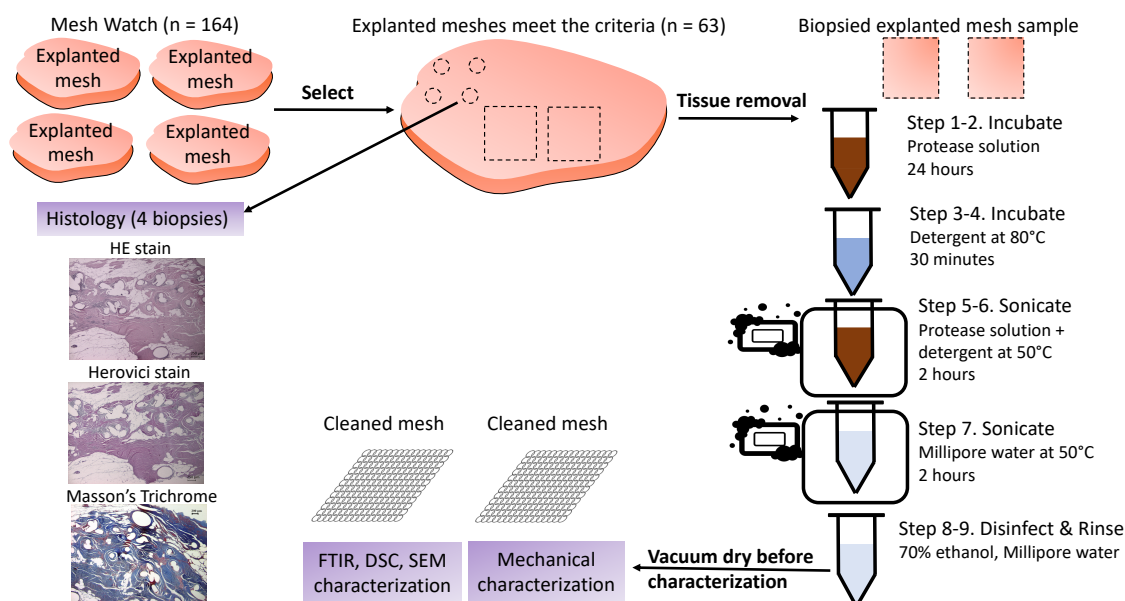 Mesh Watch (n = 164)
Explanted
mesh
Explanted
mesh
Explanted
mesh
Explanted
mesh
Select
Explanted meshes meet the criteria (n = 63)
Tissue removal
Biopsied explanted mesh sample
Step 1-2. Incubate
Protease solution
24 hours
Step 3-4. Incubate
Detergent at 80°C
30 minutes
Step 5-6. Sonicate
Protease solution +
detergent at 50°C
2 hours
Step 7. Sonicate
Millipore water at 50°C
2 hours
Step 8-9. Disinfect & Rinse
70% ethanol, Millipore water
Vacuum dry before
characterization
Cleaned mesh
Cleaned mesh
FTIR, DSC, SEM
characterization
Mechanical
characterization
Histology (4 biopsies)
HE stain
Herovici stain
Masson's Trichrome